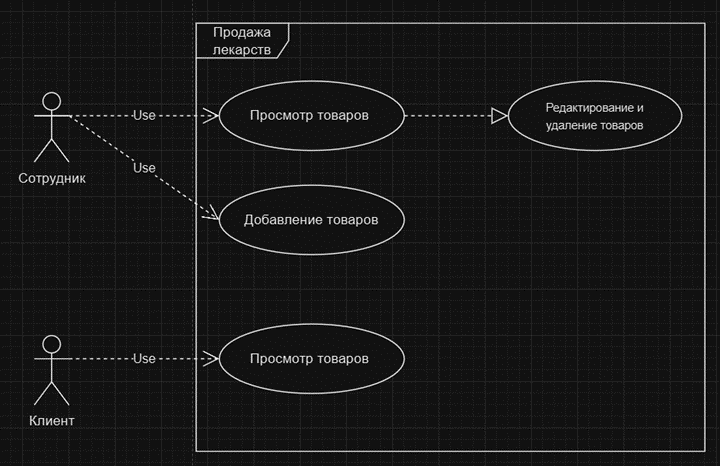 Продажа
лекарств
Use
Просмотр товаров
Редактирование и
удаление товаров
Use
Сотрудник
Добавление товаров
Use
Просмотр товаров
Клиент